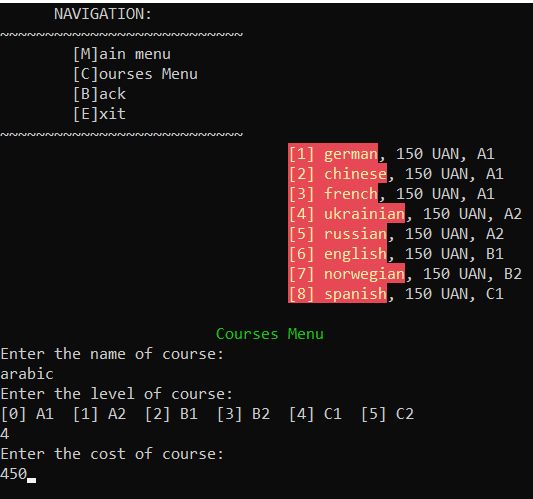 NAVIGATION:
~~~~~~~~~~~~~~~~~~~~~~~~~~~
[M]ain menu
[C]ourses Menu
[B]ack
[E]xit
~~~~~~~~~~~~~~~~~~~~~~~~~~~
[1] german, 150 UAN, A1
[2] chinese, 150 UAN, A1
[3] french, 150 UAN, A1
[4] ukrainian, 150 UAN, A2
[5] russian, 150 UAN, A2
[6] english, 150 UAN, B1
[7] norwegian, 150 UAN, B2
[8] spanish, 150 UAN, C1
Courses Menu
Enter the name of course:
arabic
Enter the level of course:
[0] A1  [1] A2  [2] B1  [3] B2  [4] C1  [5] C2
4
Enter the cost of course:
450